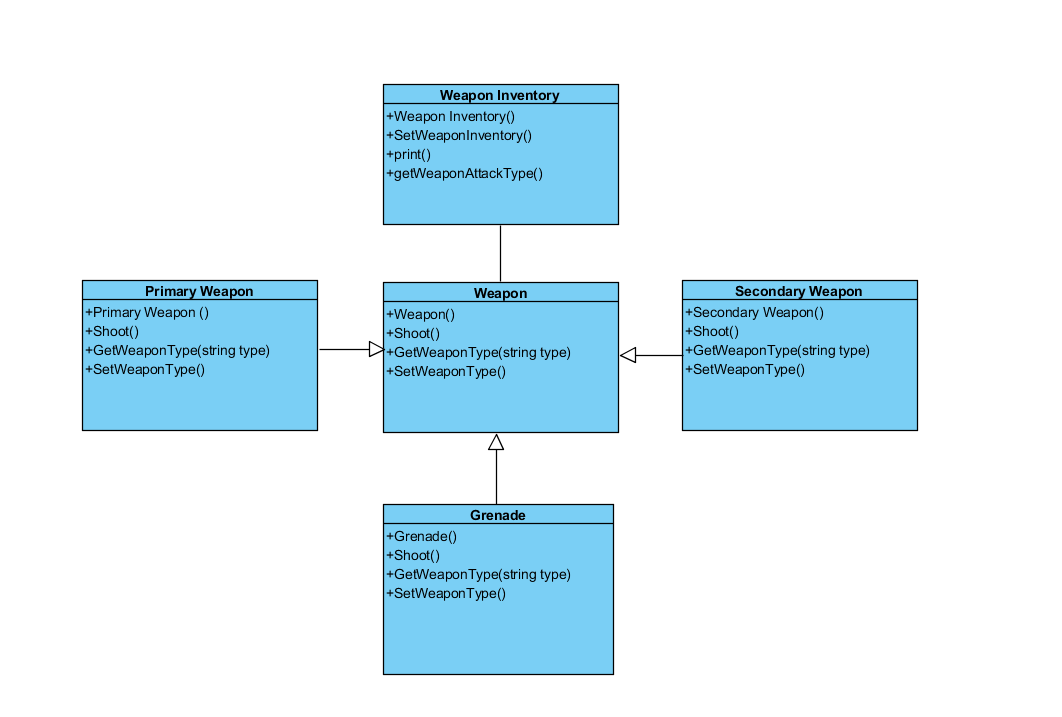 Weapon Inventory
+Weapon Inventory()
+SetWeaponInventory()
+print()
+getWeaponAttackType()
Primary Weapon
+Primary Weapon ()
+Shoot()
+GetWeaponType(string type)
+SetWeaponType()
Weapon
+Weapon()
+Shoot()
+GetWeaponType(string type)
+SetWeaponType()
Secondary Weapon
+Secondary Weapon()
+Shoot()
+GetWeaponType(string type)
+SetWeaponType()
Grenade
+Grenade()
+Shoot()
+GetWeaponType(string type)
+SetWeaponType()